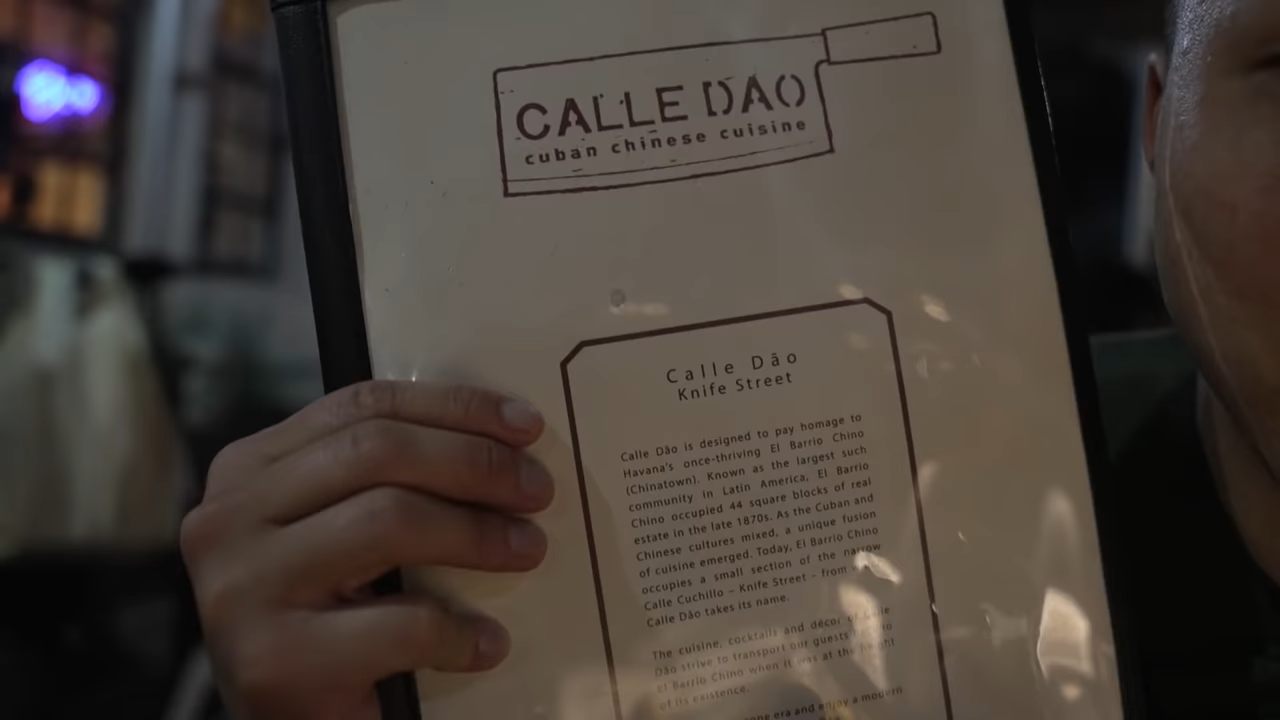 CALLE DAO
cuban chinese cuisine
Calle Dão
Knife Street
Calle Dão is designed to pay homage to
Havana's once-thriving El Barrio Chino
(Chinatown). Known as the largest such
community in Latin America, El Barrio
Chino occupied 44 square blocks of real
estate in the late 1870s. As the Cuban and
Chinese cultures mixed, a unique fusion
of cuisine emerged. Today, El Barrio Chino
occupies a small section of the narrow
Calle Cuchillo – Knife Street – from
Calle Dão takes its name.
The cuisine, cocktails and décor of Calle
Dão strive to transport our guests
El Barrio Chino when it was at the height
of its existence.
era and enjoy a modern